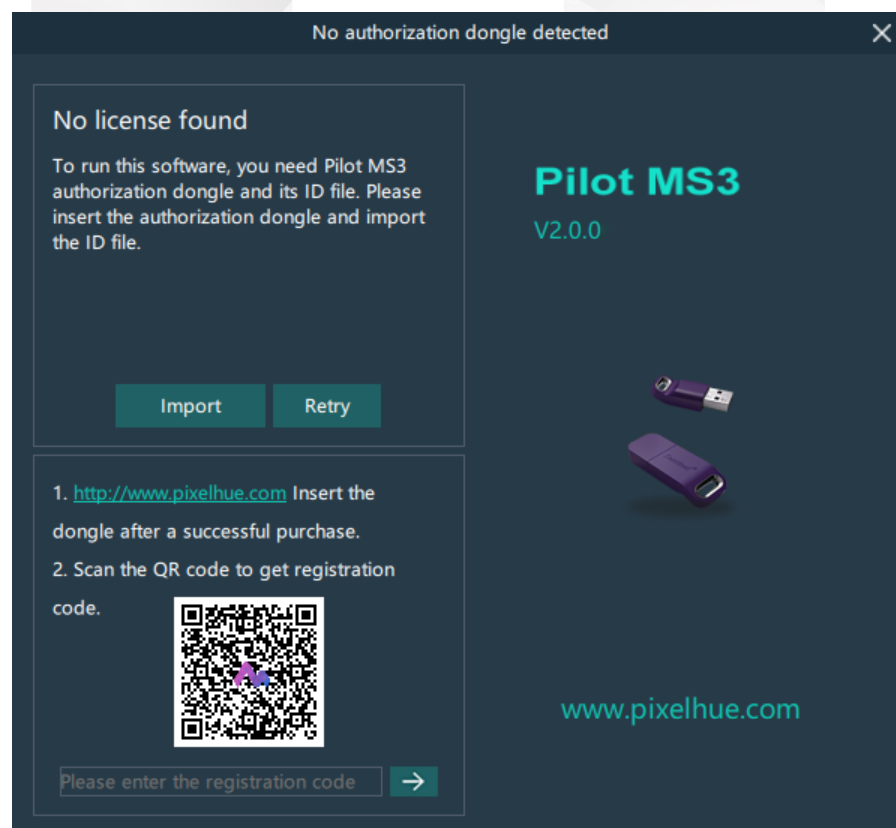 No authorization dongle detected
No license found
To run this software, you need Pilot MS3
authorization dongle and its ID file. Please
insert the authorization dongle and import
the ID file.
Import
Retry
1. http://www.pixelhue.com Insert the
dongle after a successful purchase.
2. Scan the QR code to get registration
code.
Please enter the registration code
Pilot MS3
V2.0.0
www.pixelhue.com